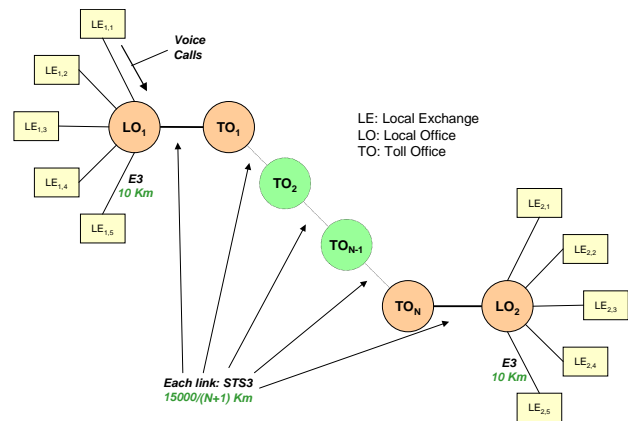 LE1,1
Voice
Calls
LE1,2
LE1,3
LO1
TO1
LE: Local Exchange
LO: Local Office
TO: Toll Office
LE1,4
E3
10 Km
TO2
LE1,5
LE2,1
TON-1
LE2,2
TON
LO2
LE2,3
LE2,4
E3
10 Km
Each link: STS3
15000/(N+1) Km
LE2,5